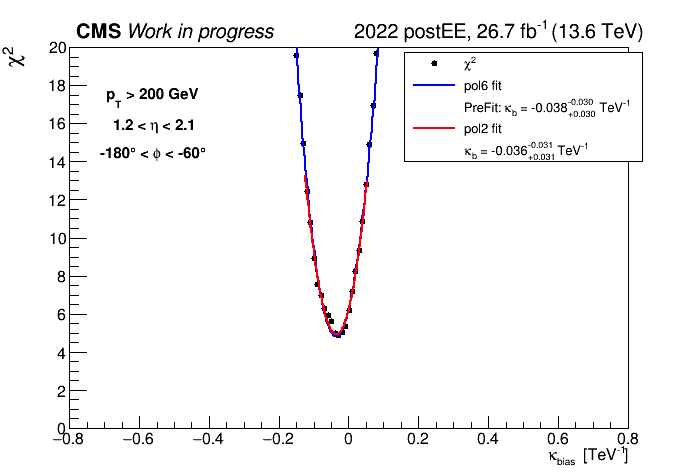 CMS Work in progress
2022 postEE, 26.7 fb⁻¹ (13.6 TeV)
χ²
20
18
16
14
12
10
8
6
4
2
0
p_T > 200 GeV
1.2 < η < 2.1
-180° < ϕ < -60°
χ²
pol6 fit
PreFit: κ_b = -0.038 -0.030 +0.030 TeV⁻¹
pol2 fit
κ_b = -0.036 -0.031 +0.031 TeV⁻¹
−0.8 −0.6 −0.4 −0.2 0 0.2 0.4 0.6 0.8
κ_bias [TeV⁻¹]